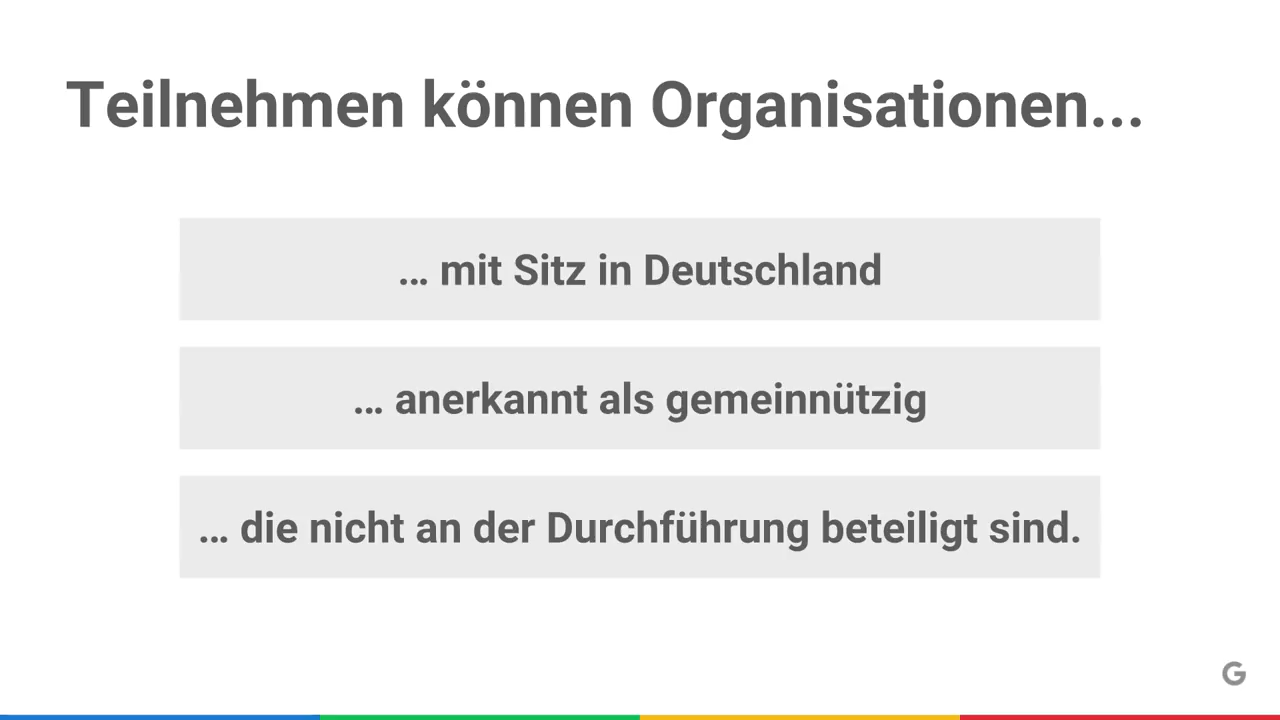 Teilnehmen können Organisationen...
... mit Sitz in Deutschland
... anerkannt als gemeinnützig
... die nicht an der Durchführung beteiligt sind.
G